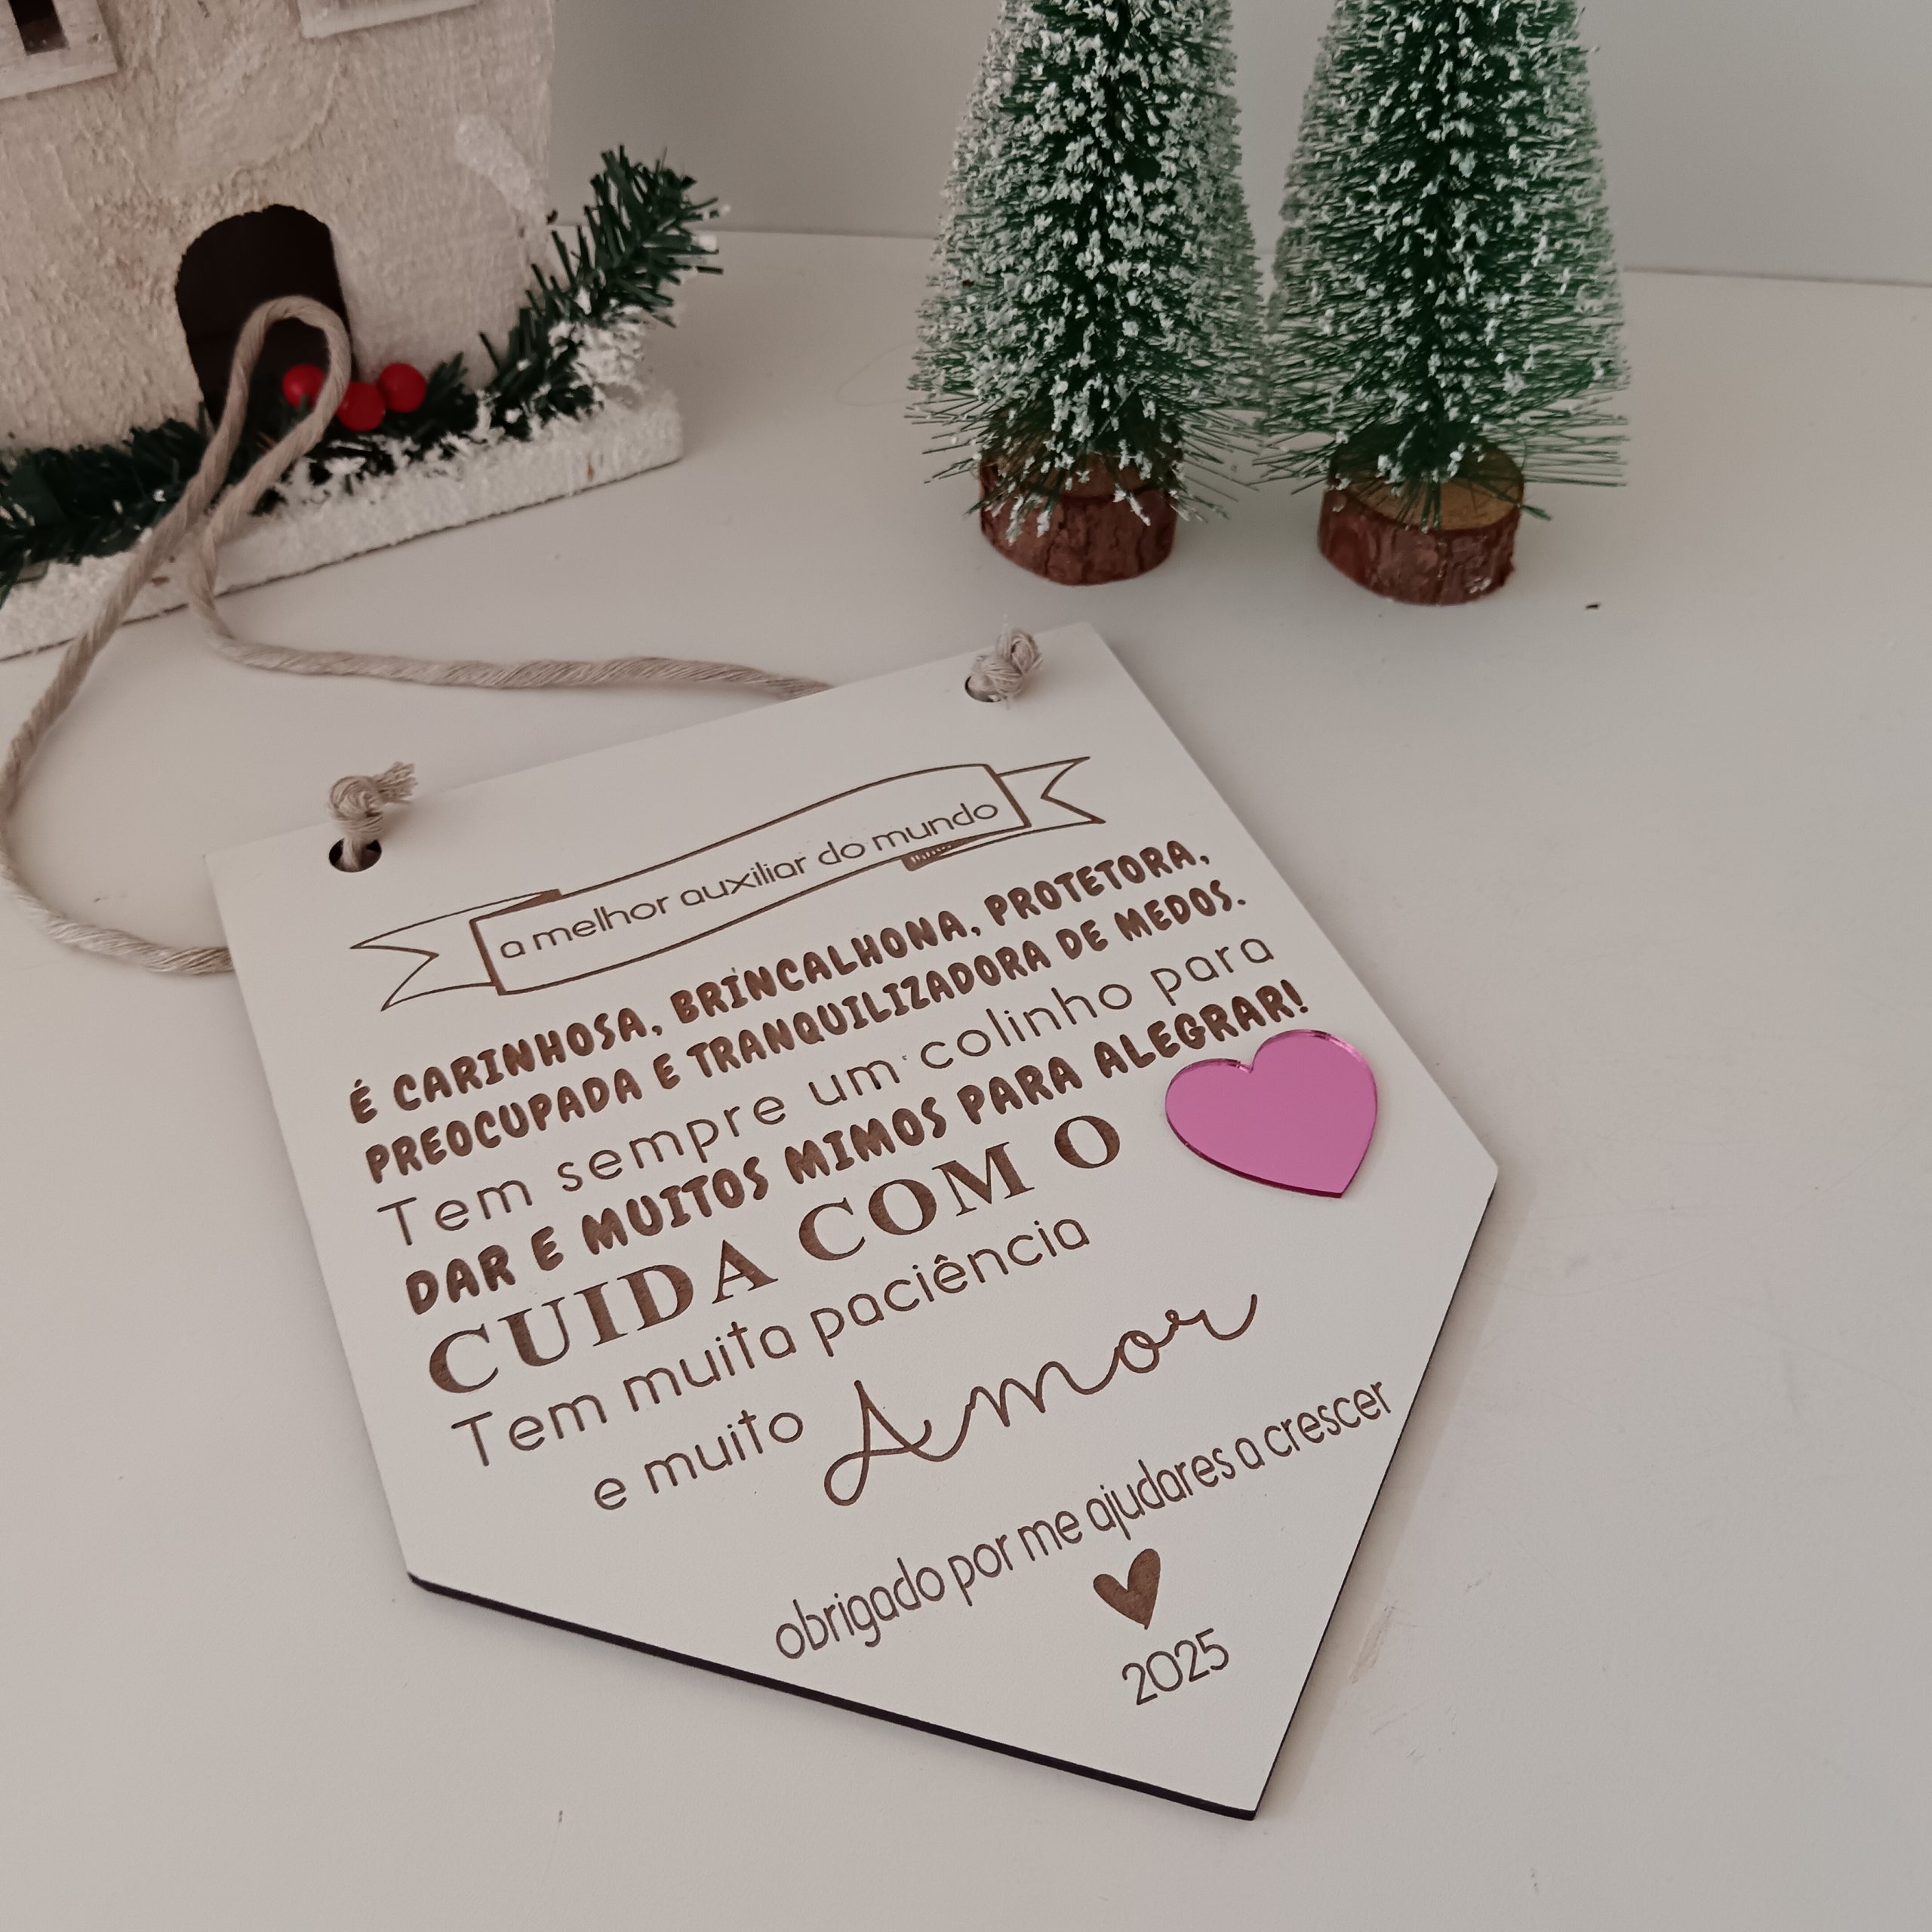 a melhor auxiliar do mundo
É CARINHOSA, BRINCALHONA, PROTETORA,
PREOCUPADA E TRANQUILIZADORA DE MEDOS.
Tem sempre um colinho para
DAR E MUITOS MIMOS PARA ALEGRAR!
CUIDA COM O
Tem muita paciência
e muito Amor
obrigado por me ajudares a crescer
2025